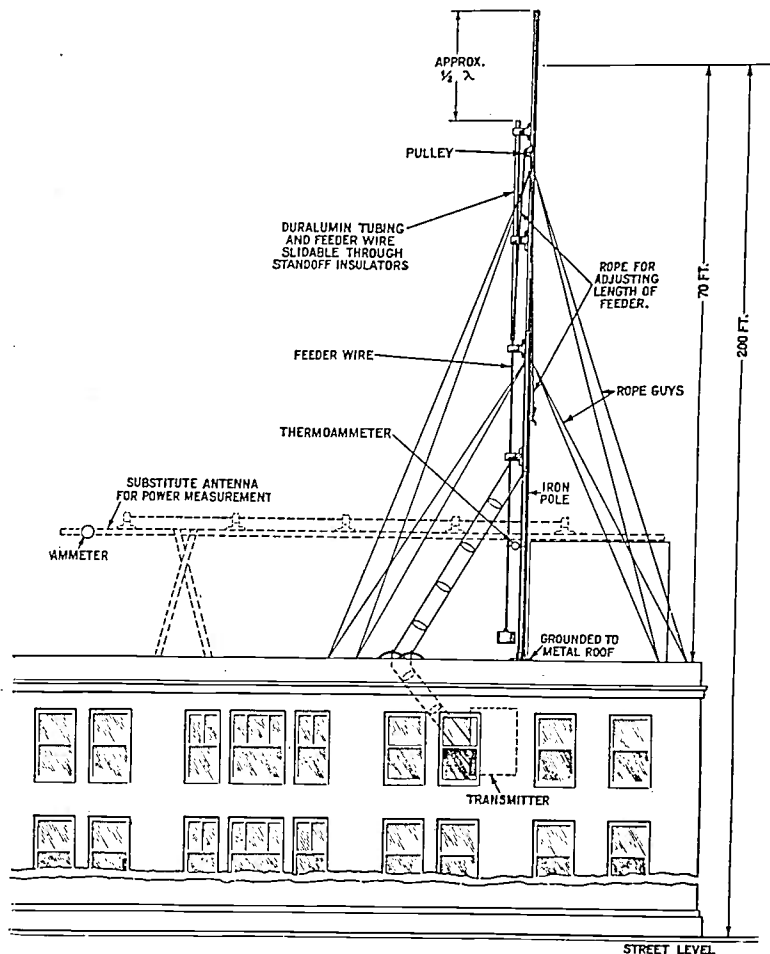 APPROX.
½ λ
PULLEY
DURALUMIN TUBING
AND FEEDER WIRE
SLIDABLE THROUGH
STANDOFF INSULATORS
ROPE FOR
ADJUSTING
LENGTH OF
FEEDER.
70 FT.
200 FT.
FEEDER WIRE
ROPE GUYS
THERMOAMMETER
SUBSTITUTE ANTENNA
FOR POWER MEASUREMENT
IRON
POLE
AMMETER
GROUNDED TO
METAL ROOF
TRANSMITTER
STREET LEVEL